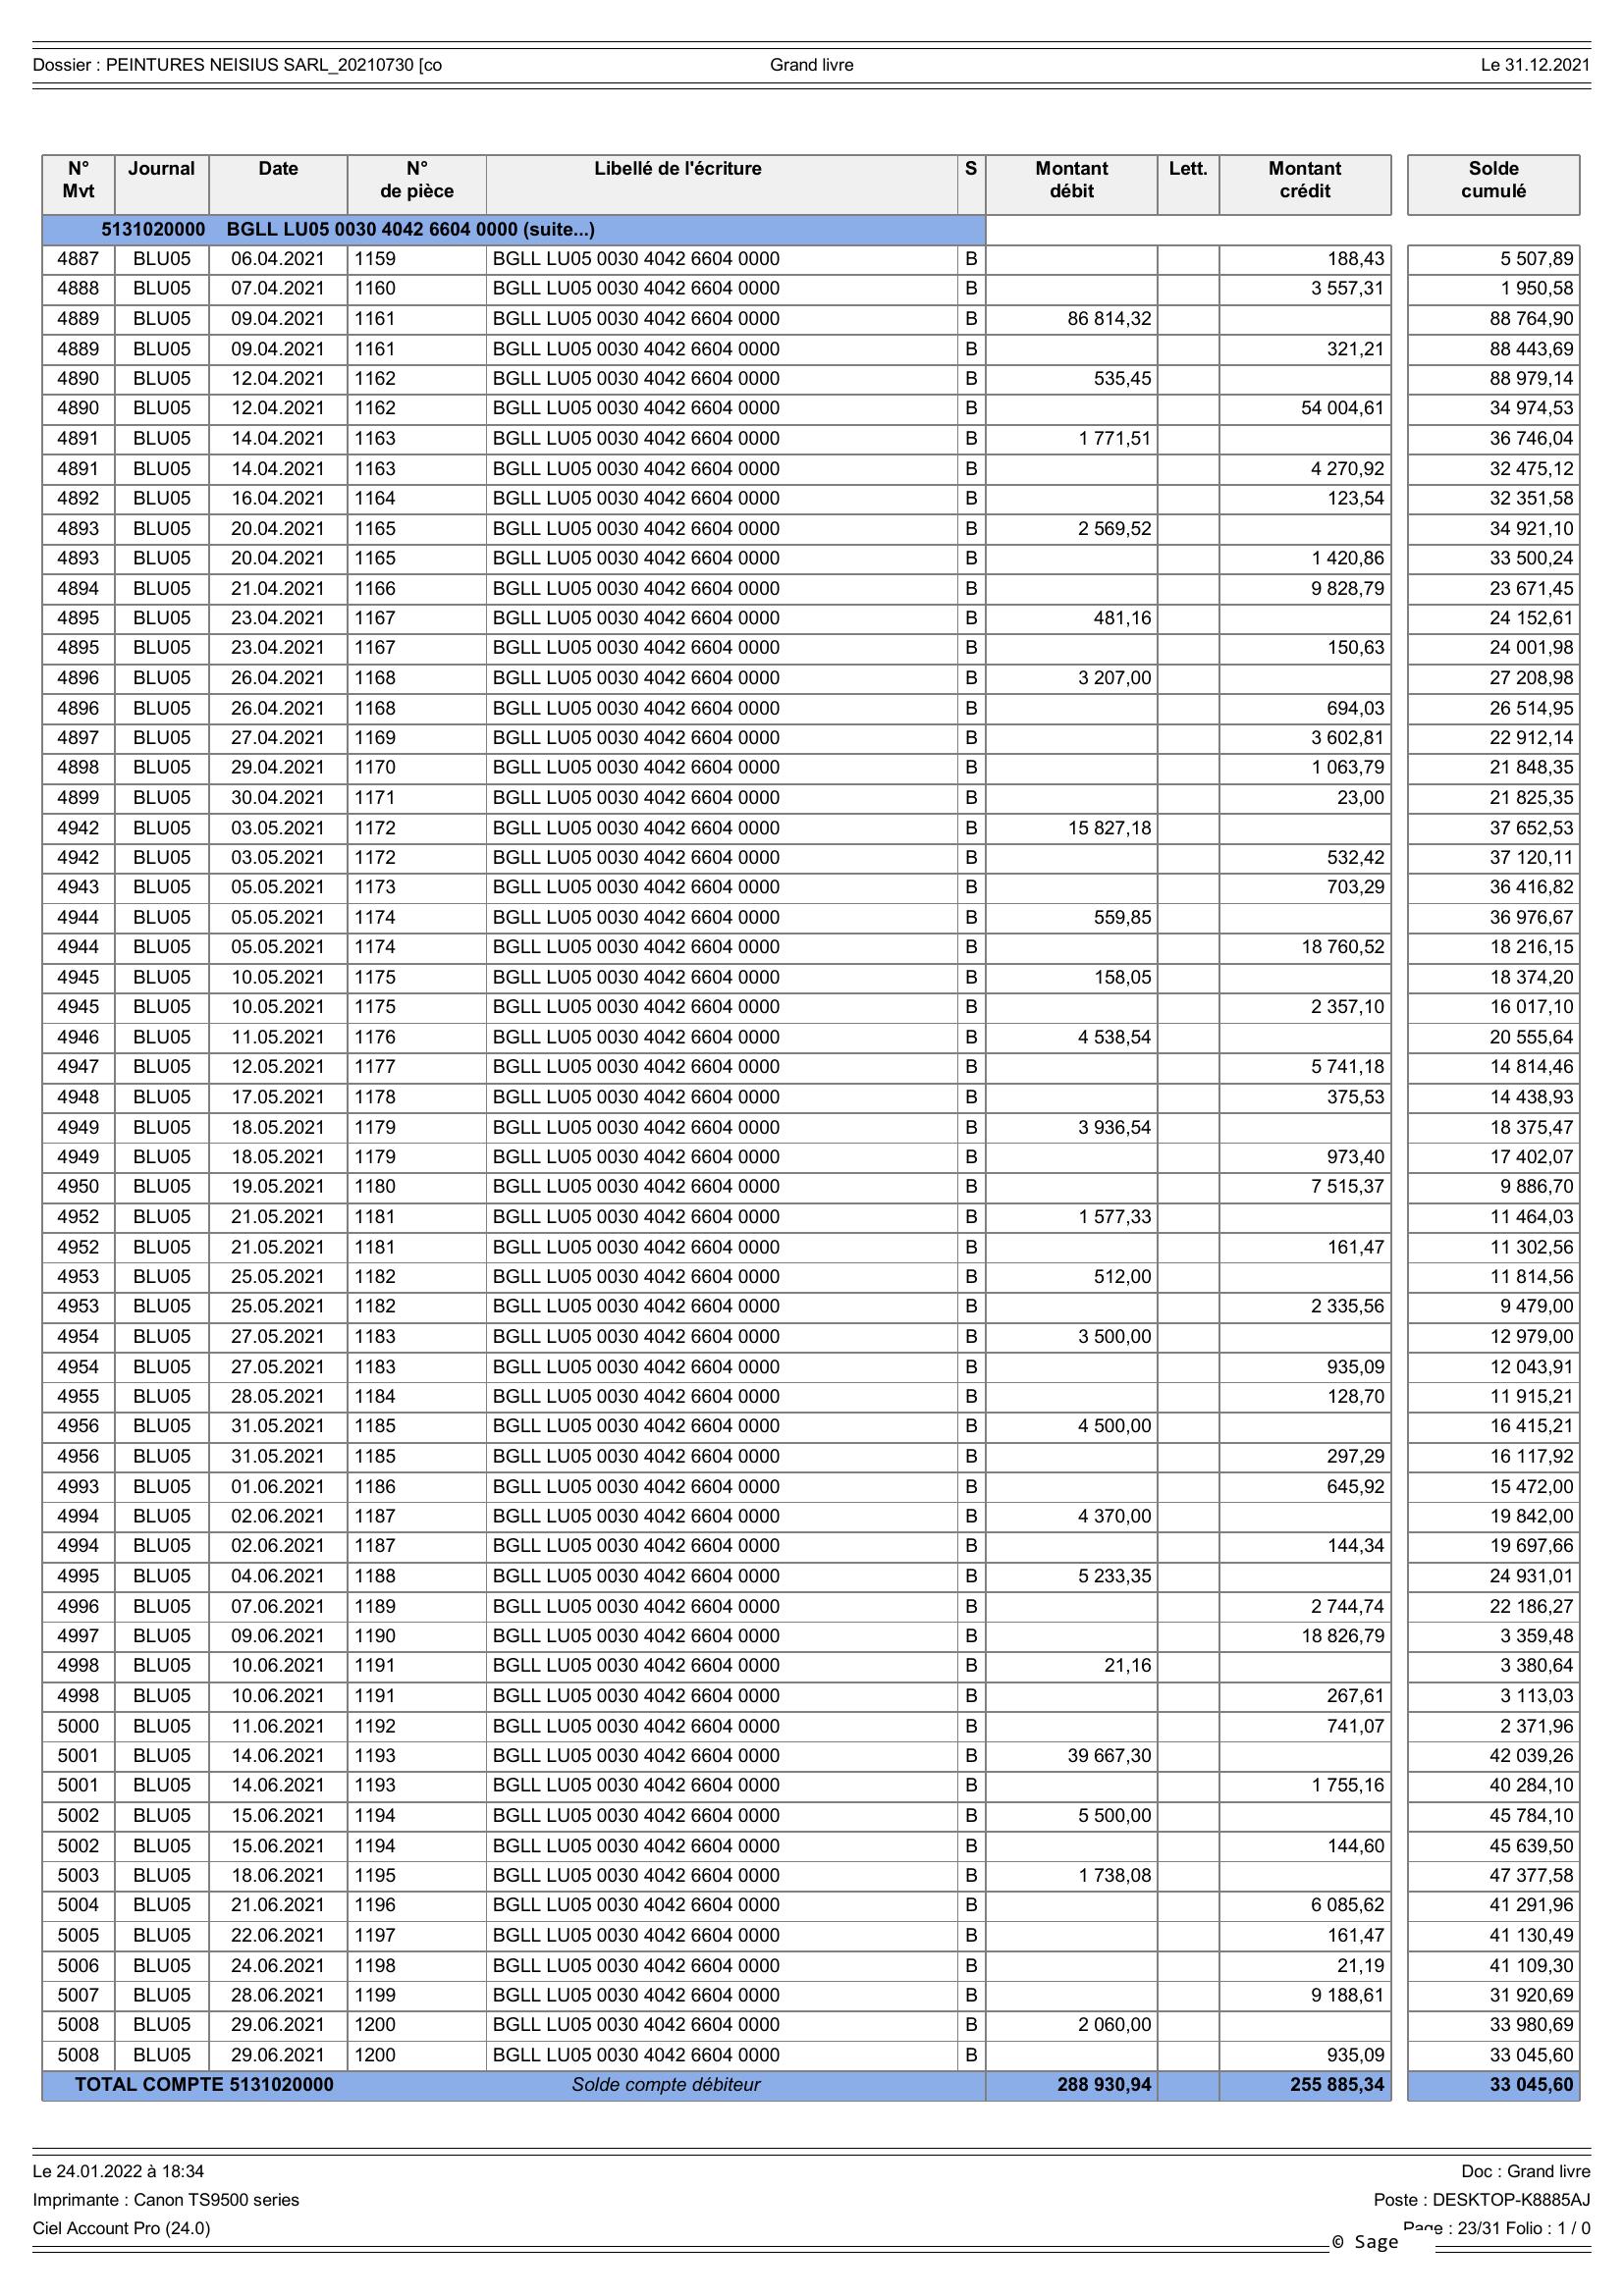 Dossier : PEINTURES NEISIUS SARL_20210730 [co Grand livre Le 31.12.2021
N° Mvt Journal Date N° de pièce Libellé de l'écriture S Montant débit Lett. Montant crédit Solde cumulé
5131020000 BGLL LU05 0030 4042 6604 0000 (suite...)
4887 BLU05 06.04.2021 1159 BGLL LU05 0030 4042 6604 0000 B 188,43 5 507,89
4888 BLU05 07.04.2021 1160 BGLL LU05 0030 4042 6604 0000 B 3 557,31 1 950,58
4889 BLU05 09.04.2021 1161 BGLL LU05 0030 4042 6604 0000 B 86 814,32 88 764,90
4889 BLU05 09.04.2021 1161 BGLL LU05 0030 4042 6604 0000 B 321,21 88 443,69
4890 BLU05 12.04.2021 1162 BGLL LU05 0030 4042 6604 0000 B 535,45 88 979,14
4890 BLU05 12.04.2021 1162 BGLL LU05 0030 4042 6604 0000 B 54 004,61 34 974,53
4891 BLU05 14.04.2021 1163 BGLL LU05 0030 4042 6604 0000 B 1 771,51 36 746,04
4891 BLU05 14.04.2021 1163 BGLL LU05 0030 4042 6604 0000 B 4 270,92 32 475,12
4892 BLU05 16.04.2021 1164 BGLL LU05 0030 4042 6604 0000 B 123,54 32 351,58
4893 BLU05 20.04.2021 1165 BGLL LU05 0030 4042 6604 0000 B 2 569,52 34 921,10
4893 BLU05 20.04.2021 1165 BGLL LU05 0030 4042 6604 0000 B 1 420,86 33 500,24
4894 BLU05 21.04.2021 1166 BGLL LU05 0030 4042 6604 0000 B 9 828,79 23 671,45
4895 BLU05 23.04.2021 1167 BGLL LU05 0030 4042 6604 0000 B 481,16 24 152,61
4895 BLU05 23.04.2021 1167 BGLL LU05 0030 4042 6604 0000 B 150,63 24 001,98
4896 BLU05 26.04.2021 1168 BGLL LU05 0030 4042 6604 0000 B 3 207,00 27 208,98
4896 BLU05 26.04.2021 1168 BGLL LU05 0030 4042 6604 0000 B 694,03 26 514,95
4897 BLU05 27.04.2021 1169 BGLL LU05 0030 4042 6604 0000 B 3 602,81 22 912,14
4898 BLU05 29.04.2021 1170 BGLL LU05 0030 4042 6604 0000 B 1 063,79 21 848,35
4899 BLU05 30.04.2021 1171 BGLL LU05 0030 4042 6604 0000 B 23,00 21 825,35
4942 BLU05 03.05.2021 1172 BGLL LU05 0030 4042 6604 0000 B 15 827,18 37 652,53
4942 BLU05 03.05.2021 1172 BGLL LU05 0030 4042 6604 0000 B 532,42 37 120,11
4943 BLU05 05.05.2021 1173 BGLL LU05 0030 4042 6604 0000 B 703,29 36 416,82
4944 BLU05 05.05.2021 1174 BGLL LU05 0030 4042 6604 0000 B 559,85 36 976,67
4944 BLU05 05.05.2021 1174 BGLL LU05 0030 4042 6604 0000 B 18 760,52 18 216,15
4945 BLU05 10.05.2021 1175 BGLL LU05 0030 4042 6604 0000 B 158,05 18 374,20
4945 BLU05 10.05.2021 1175 BGLL LU05 0030 4042 6604 0000 B 2 357,10 16 017,10
4946 BLU05 11.05.2021 1176 BGLL LU05 0030 4042 6604 0000 B 4 538,54 20 555,64
4947 BLU05 12.05.2021 1177 BGLL LU05 0030 4042 6604 0000 B 5 741,18 14 814,46
4948 BLU05 17.05.2021 1178 BGLL LU05 0030 4042 6604 0000 B 375,53 14 438,93
4949 BLU05 18.05.2021 1179 BGLL LU05 0030 4042 6604 0000 B 3 936,54 18 375,47
4949 BLU05 18.05.2021 1179 BGLL LU05 0030 4042 6604 0000 B 973,40 17 402,07
4950 BLU05 19.05.2021 1180 BGLL LU05 0030 4042 6604 0000 B 7 515,37 9 886,70
4952 BLU05 21.05.2021 1181 BGLL LU05 0030 4042 6604 0000 B 1 577,33 11 464,03
4952 BLU05 21.05.2021 1181 BGLL LU05 0030 4042 6604 0000 B 161,47 11 302,56
4953 BLU05 25.05.2021 1182 BGLL LU05 0030 4042 6604 0000 B 512,00 11 814,56
4953 BLU05 25.05.2021 1182 BGLL LU05 0030 4042 6604 0000 B 2 335,56 9 479,00
4954 BLU05 27.05.2021 1183 BGLL LU05 0030 4042 6604 0000 B 3 500,00 12 979,00
4954 BLU05 27.05.2021 1183 BGLL LU05 0030 4042 6604 0000 B 935,09 12 043,91
4955 BLU05 28.05.2021 1184 BGLL LU05 0030 4042 6604 0000 B 128,70 11 915,21
4956 BLU05 31.05.2021 1185 BGLL LU05 0030 4042 6604 0000 B 4 500,00 16 415,21
4956 BLU05 31.05.2021 1185 BGLL LU05 0030 4042 6604 0000 B 297,29 16 117,92
4993 BLU05 01.06.2021 1186 BGLL LU05 0030 4042 6604 0000 B 645,92 15 472,00
4994 BLU05 02.06.2021 1187 BGLL LU05 0030 4042 6604 0000 B 4 370,00 19 842,00
4994 BLU05 02.06.2021 1187 BGLL LU05 0030 4042 6604 0000 B 144,34 19 697,66
4995 BLU05 04.06.2021 1188 BGLL LU05 0030 4042 6604 0000 B 5 233,35 24 931,01
4996 BLU05 07.06.2021 1189 BGLL LU05 0030 4042 6604 0000 B 2 744,74 22 186,27
4997 BLU05 09.06.2021 1190 BGLL LU05 0030 4042 6604 0000 B 18 826,79 3 359,48
4998 BLU05 10.06.2021 1191 BGLL LU05 0030 4042 6604 0000 B 21,16 3 380,64
4998 BLU05 10.06.2021 1191 BGLL LU05 0030 4042 6604 0000 B 267,61 3 113,03
5000 BLU05 11.06.2021 1192 BGLL LU05 0030 4042 6604 0000 B 741,07 2 371,96
5001 BLU05 14.06.2021 1193 BGLL LU05 0030 4042 6604 0000 B 39 667,30 42 039,26
5001 BLU05 14.06.2021 1193 BGLL LU05 0030 4042 6604 0000 B 1 755,16 40 284,10
5002 BLU05 15.06.2021 1194 BGLL LU05 0030 4042 6604 0000 B 5 500,00 45 784,10
5002 BLU05 15.06.2021 1194 BGLL LU05 0030 4042 6604 0000 B 144,60 45 639,50
5003 BLU05 18.06.2021 1195 BGLL LU05 0030 4042 6604 0000 B 1 738,08 47 377,58
5004 BLU05 21.06.2021 1196 BGLL LU05 0030 4042 6604 0000 B 6 085,62 41 291,96
5005 BLU05 22.06.2021 1197 BGLL LU05 0030 4042 6604 0000 B 161,47 41 130,49
5006 BLU05 24.06.2021 1198 BGLL LU05 0030 4042 6604 0000 B 21,19 41 109,30
5007 BLU05 28.06.2021 1199 BGLL LU05 0030 4042 6604 0000 B 9 188,61 31 920,69
5008 BLU05 29.06.2021 1200 BGLL LU05 0030 4042 6604 0000 B 2 060,00 33 980,69
5008 BLU05 29.06.2021 1200 BGLL LU05 0030 4042 6604 0000 B 935,09 33 045,60
TOTAL COMPTE 5131020000 Solde compte débiteur 288 930,94 255 885,34 33 045,60
Le 24.01.2022 à 18:34 Doc : Grand livre
Imprimante : Canon TS9500 series Poste : DESKTOP-K8885AJ
Ciel Account Pro (24.0) Page : 23/31 Folio : 1 / 0
© Sage